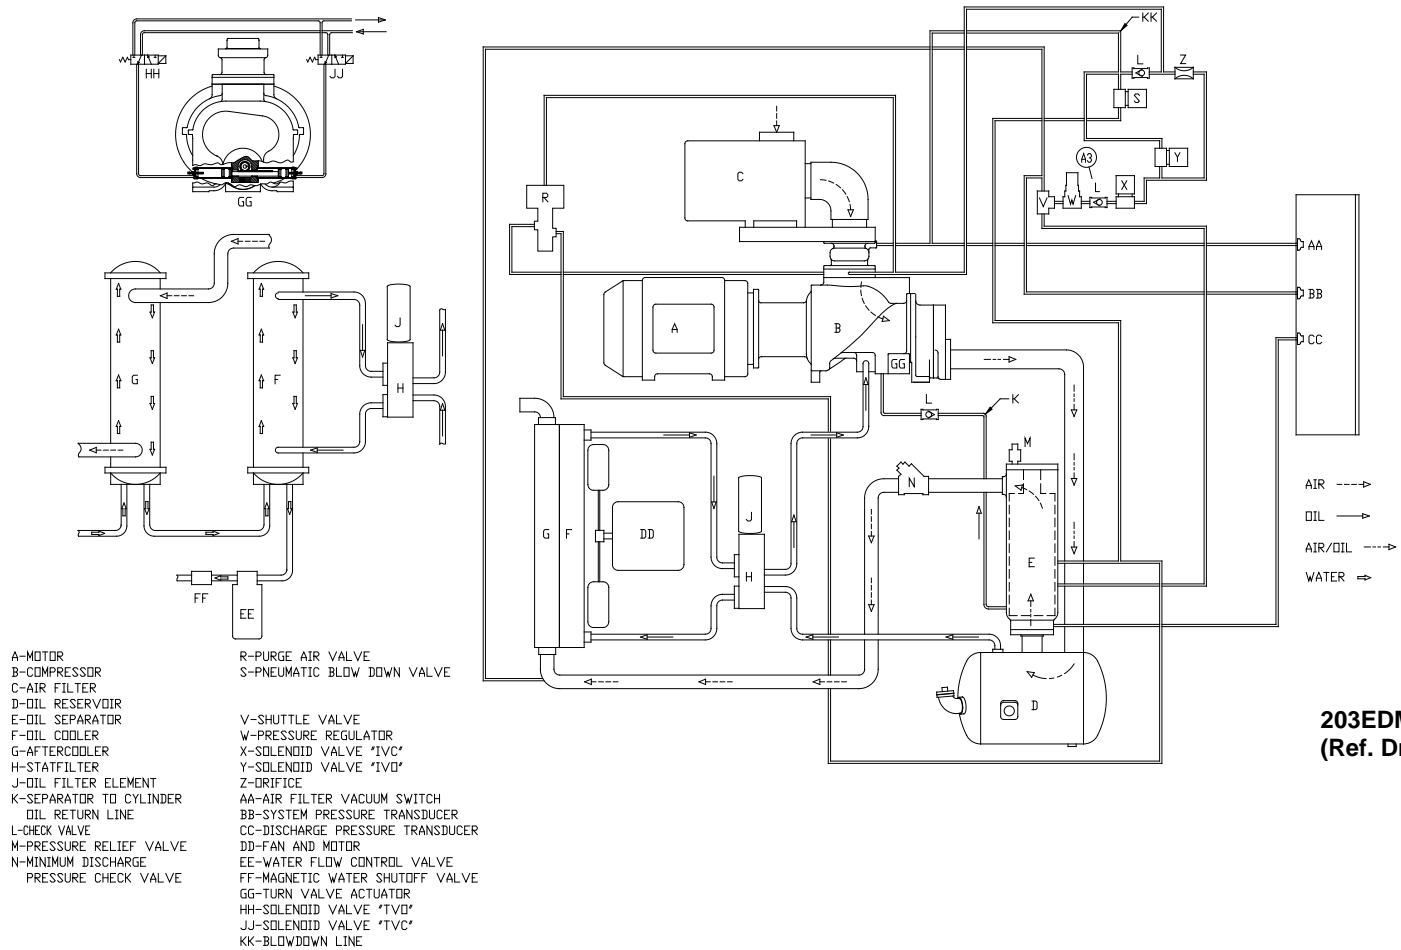 KK
HH
JJ
GG
L
Z
S
Y
A3
L
X
V
W
C
R
AA
BB
CC
A
B
GG
G
F
J
H
L
K
M
N
E
G
F
DD
J
H
D
FF
EE
AIR
OIL
AIR/OIL
WATER
203EDM
(Ref. Dr
A-MOTOR
B-COMPRESSOR
C-AIR FILTER
D-OIL RESERVOIR
E-OIL SEPARATOR
F-OIL COOLER
G-AFTERCOOLER
H-STATFILTER
J-OIL FILTER ELEMENT
K-SEPARATOR TO CYLINDER
OIL RETURN LINE
L-CHECK VALVE
M-PRESSURE RELIEF VALVE
N-MINIMUM DISCHARGE
PRESSURE CHECK VALVE
R-PURGE AIR VALVE
S-PNEUMATIC BLOW DOWN VALVE
V-SHUTTLE VALVE
W-PRESSURE REGULATOR
X-SOLENOID VALVE "IVC"
Y-SOLENOID VALVE "IVO"
Z-ORIFICE
AA-AIR FILTER VACUUM SWITCH
BB-SYSTEM PRESSURE TRANSDUCER
CC-DISCHARGE PRESSURE TRANSDUCER
DD-FAN AND MOTOR
EE-WATER FLOW CONTROL VALVE
FF-MAGNETIC WATER SHUTOFF VALVE
GG-TURN VALVE ACTUATOR
HH-SOLENOID VALVE "TVO"
JJ-SOLENOID VALVE "TVC"
KK-BLOWDOWN LINE